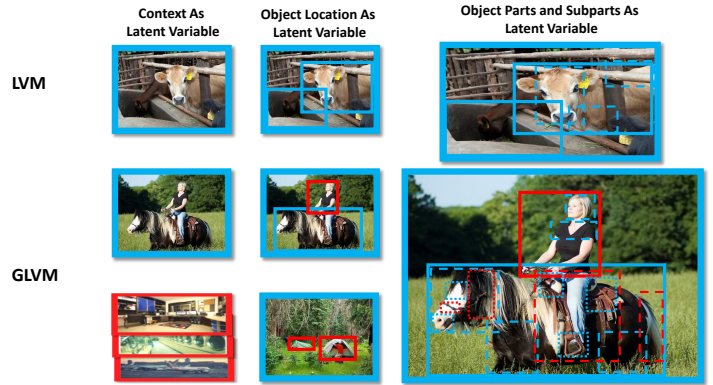 Context As
Latent Variable
Object Location As
Latent Variable
Object Parts and Subparts As
Latent Variable
LVM
GLVM